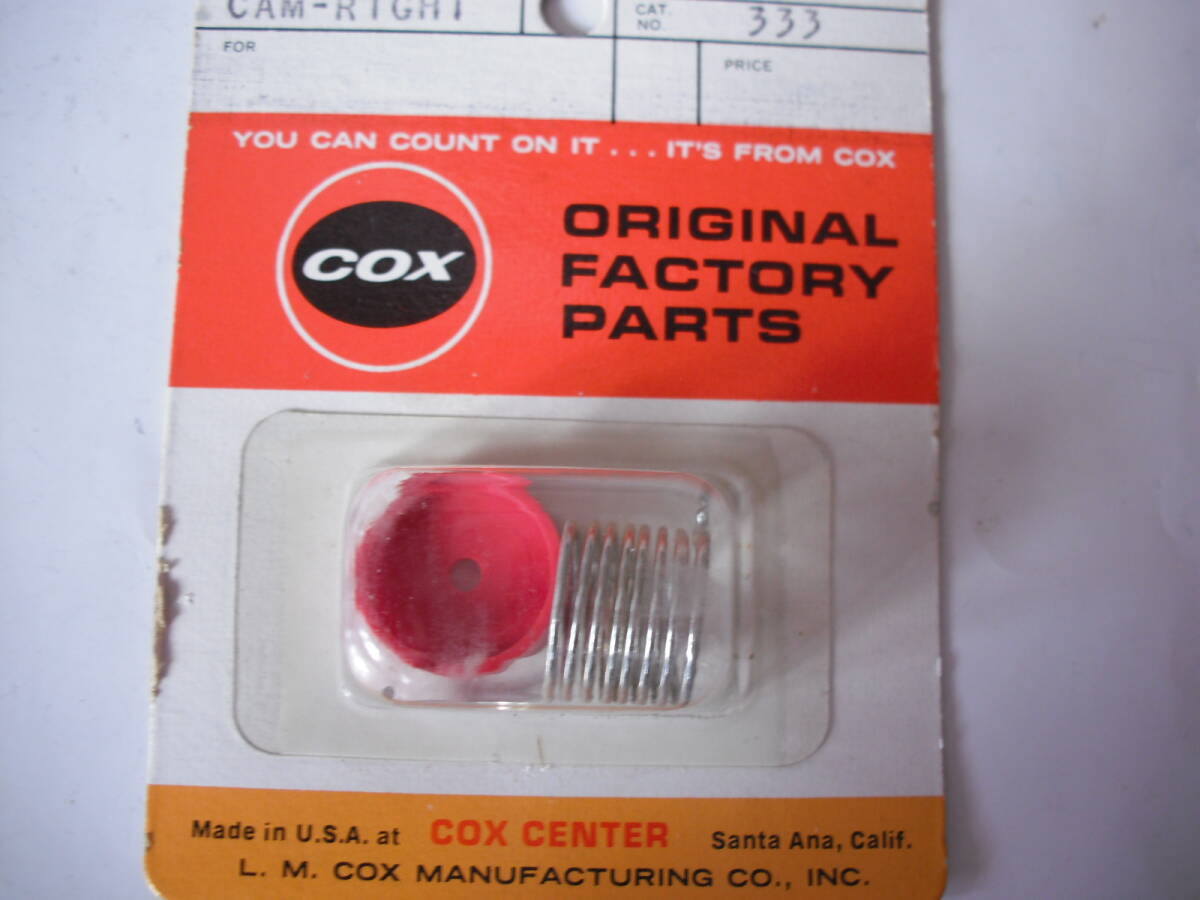 CAM-RIGHT
CAT. NO. 333
FOR
PRICE
YOU CAN COUNT ON IT . . . IT'S FROM COX
COX
ORIGINAL
FACTORY
PARTS
Made in U.S.A. at COX CENTER Santa Ana, Calif.
L. M. COX MANUFACTURING CO., INC.